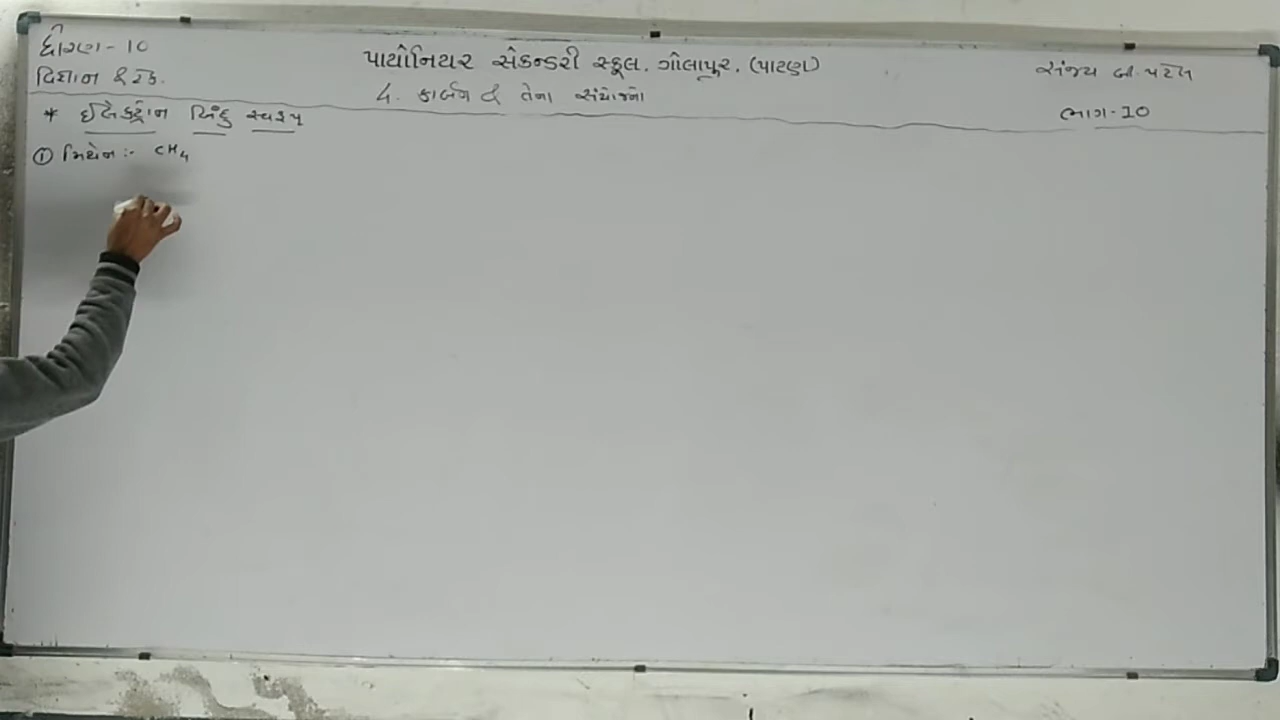 ધોરણ - 10
વિજ્ઞાન & ટેક.
પાયોનિયર સેકન્ડરી સ્કૂલ. ગોલાપુર. (પાટણ)
4. કાર્બન & તેના સંયોજનો
સંજય બી. પટેલ
ભાગ - 10
* ઈલેક્ટ્રોન બિંદુ સ્વરૂપ
① મિથેન :- CH₄